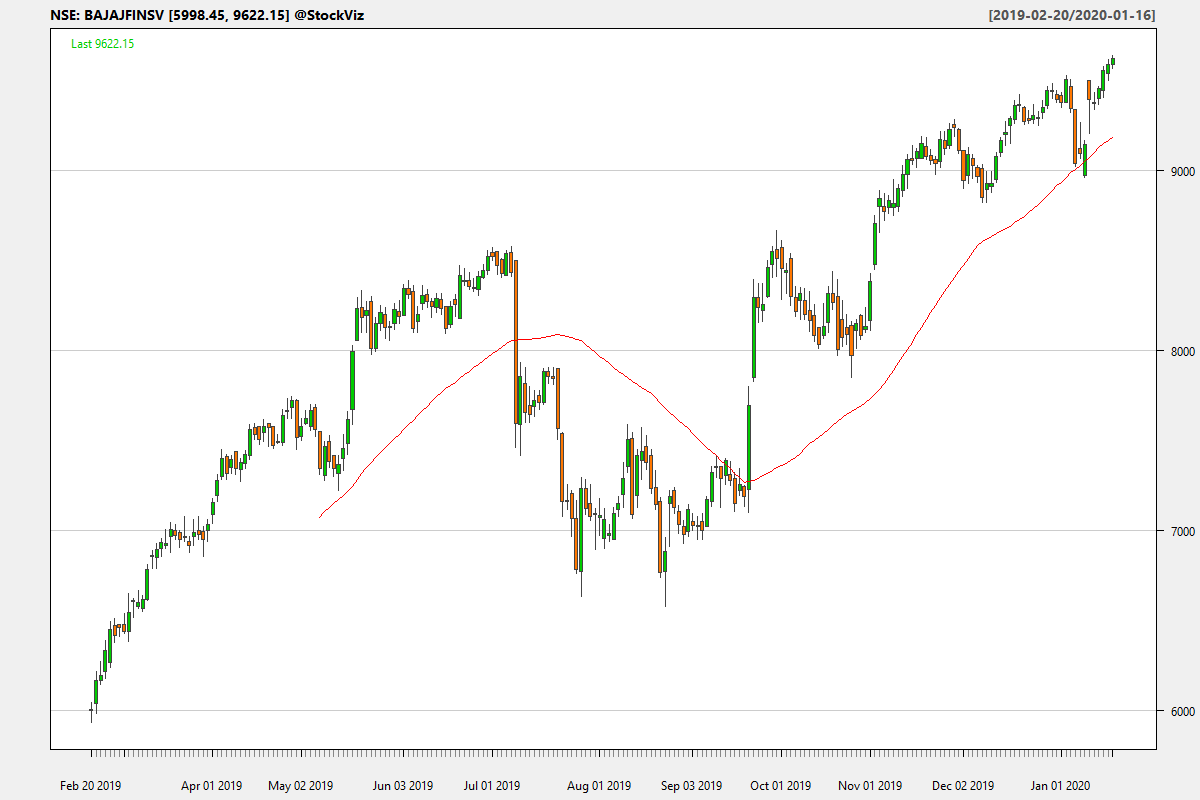 NSE: BAJAJFINSV [5998.45, 9622.15] @StockViz [2019-02-20/2020-01-16]
Last 9622.15
9000
8000
7000
6000
Feb 20 2019 Apr 01 2019 May 02 2019 Jun 03 2019 Jul 01 2019 Aug 01 2019 Sep 03 2019 Oct 01 2019 Nov 01 2019 Dec 02 2019 Jan 01 2020